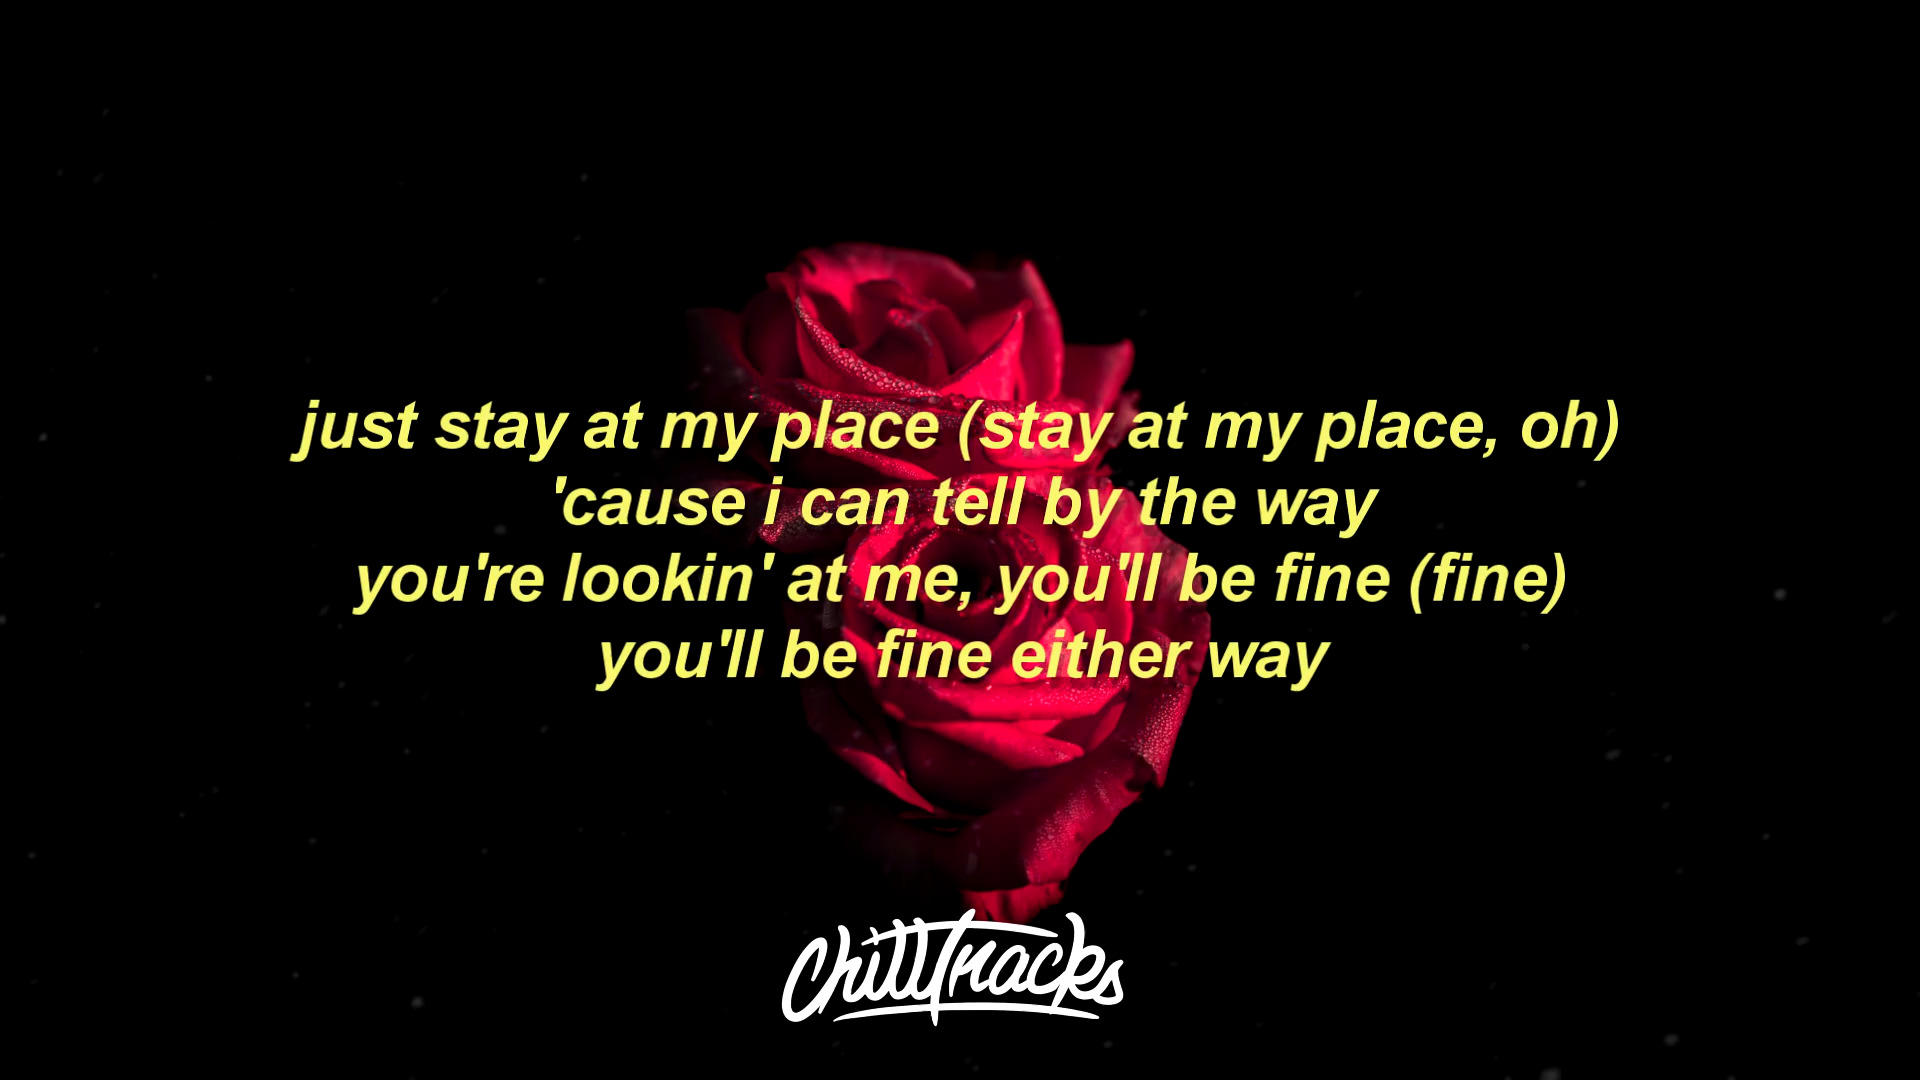 just stay at my place (stay at my place, oh)
'cause i can tell by the way
you're lookin' at me, you'll be fine (fine)
you'll be fine either way
ChillTracks